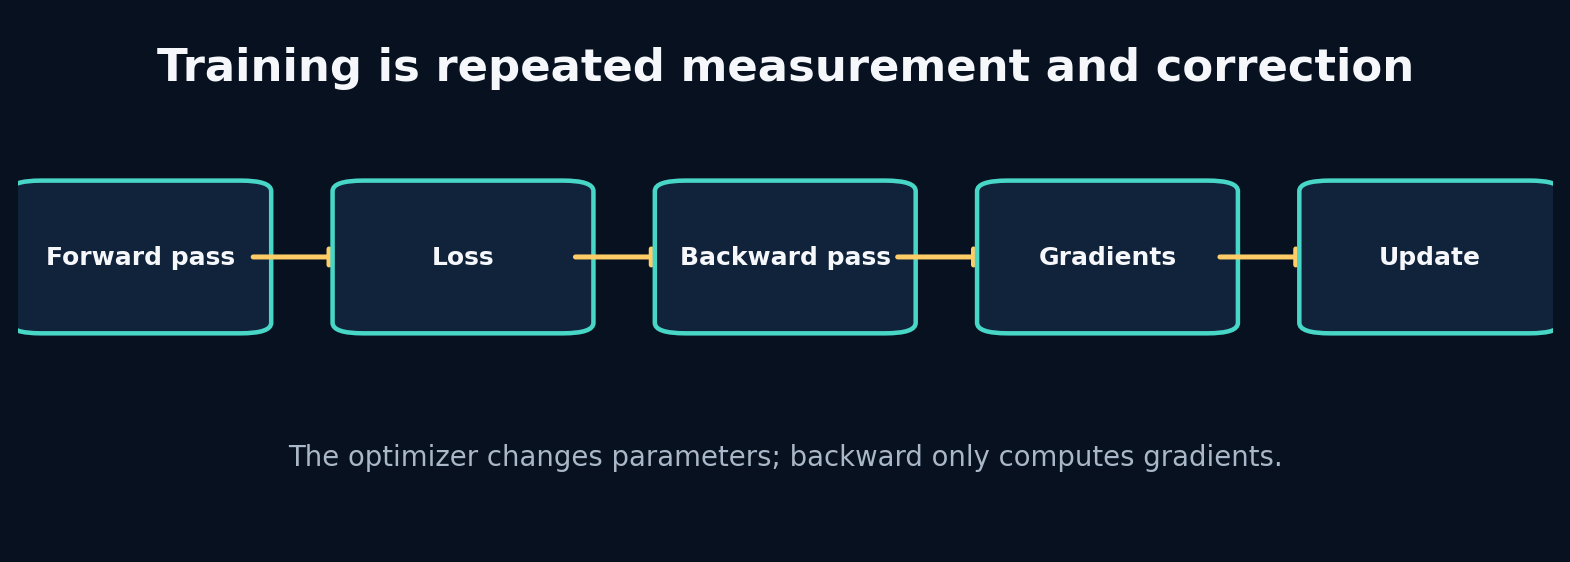 Training is repeated measurement and correction
Forward pass
Loss
Backward pass
Gradients
Update
The optimizer changes parameters; backward only computes gradients.